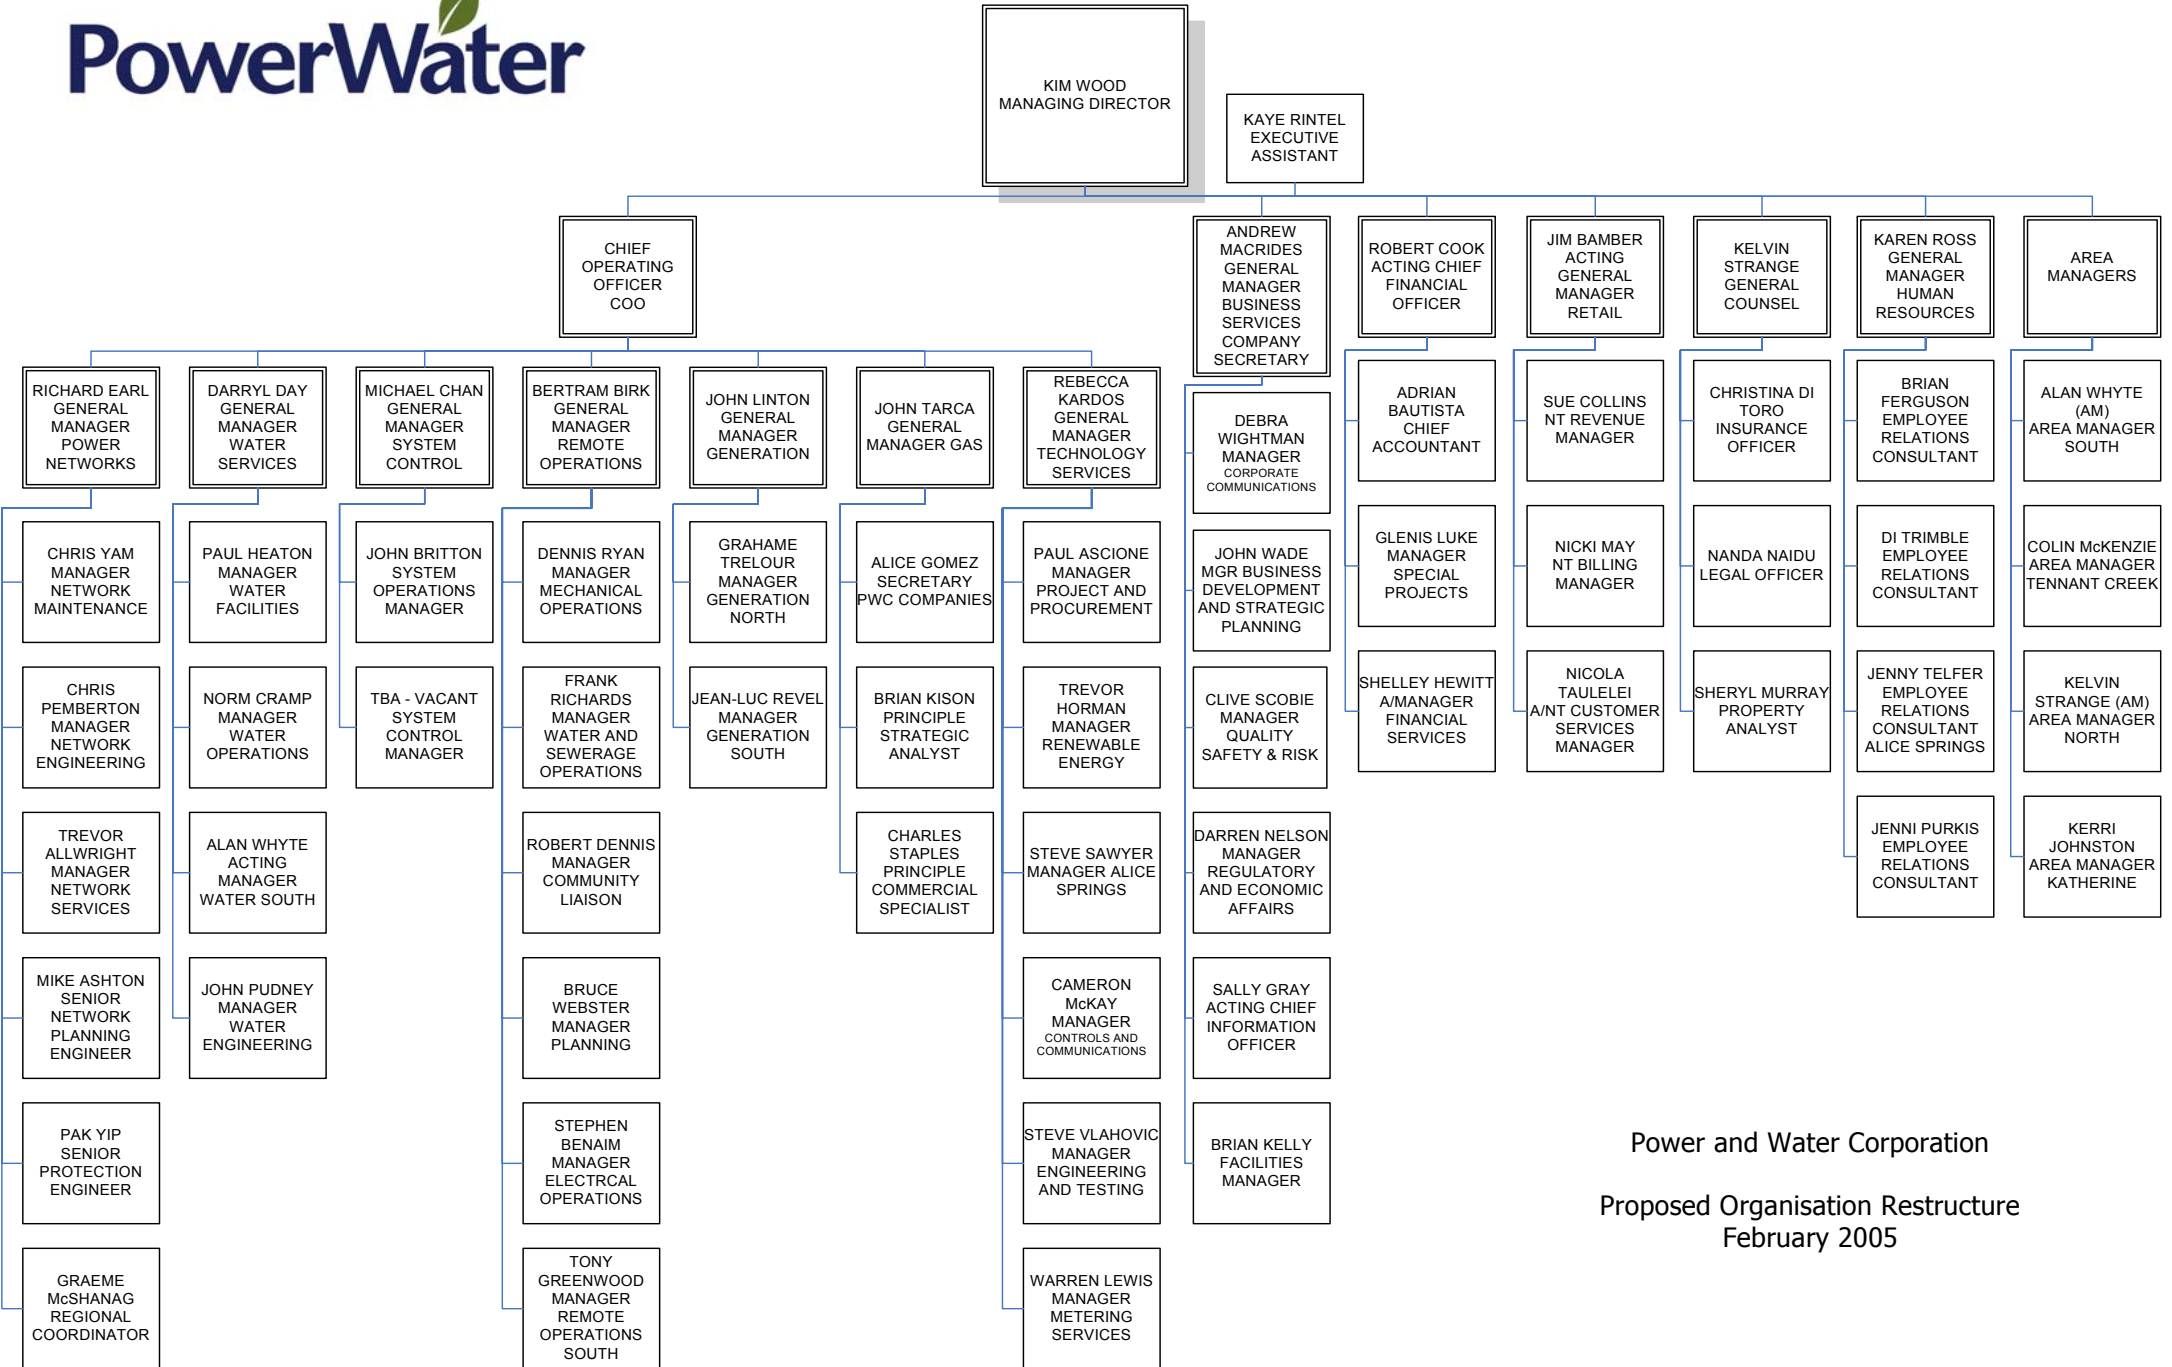 PowerWater
KIM WOOD
MANAGING DIRECTOR
KAYE RINTEL
EXECUTIVE
ASSISTANT
CHIEF
OPERATING
OFFICER
COO
ANDREW
MACRIDES
GENERAL
MANAGER
BUSINESS
SERVICES
COMPANY
SECRETARY
ROBERT COOK
ACTING CHIEF
FINANCIAL
OFFICER
JIM BAMBER
ACTING
GENERAL
MANAGER
RETAIL
KELVIN
STRANGE
GENERAL
COUNSEL
KAREN ROSS
GENERAL
MANAGER
HUMAN
RESOURCES
AREA
MANAGERS
RICHARD EARL
GENERAL
MANAGER
POWER
NETWORKS
DARRYL DAY
GENERAL
MANAGER
WATER
SERVICES
MICHAEL CHAN
GENERAL
MANAGER
SYSTEM
CONTROL
BERTRAM BIRK
GENERAL
MANAGER
REMOTE
OPERATIONS
JOHN LINTON
GENERAL
MANAGER
GENERATION
JOHN TARCA
GENERAL
MANAGER GAS
REBECCA
KARDOS
GENERAL
MANAGER
TECHNOLOGY
SERVICES
DEBRA
WIGHTMAN
MANAGER
CORPORATE
COMMUNICATIONS
ADRIAN
BAUTISTA
CHIEF
ACCOUNTANT
SUE COLLINS
NT REVENUE
MANAGER
CHRISTINA DI
TORO
INSURANCE
OFFICER
BRIAN
FERGUSON
EMPLOYEE
RELATIONS
CONSULTANT
ALAN WHYTE
(AM)
AREA MANAGER
SOUTH
CHRIS YAM
MANAGER
NETWORK
MAINTENANCE
PAUL HEATON
MANAGER
WATER
FACILITIES
JOHN BRITTON
SYSTEM
OPERATIONS
MANAGER
DENNIS RYAN
MANAGER
MECHANICAL
OPERATIONS
GRAHAME
TRELOUR
MANAGER
GENERATION
NORTH
ALICE GOMEZ
SECRETARY
PWC COMPANIES
PAUL ASCIONE
MANAGER
PROJECT AND
PROCUREMENT
JOHN WADE
MGR BUSINESS
DEVELOPMENT
AND STRATEGIC
PLANNING
GLENIS LUKE
MANAGER
SPECIAL
PROJECTS
NICKI MAY
NT BILLING
MANAGER
NANDA NAIDU
LEGAL OFFICER
DI TRIMBLE
EMPLOYEE
RELATIONS
CONSULTANT
COLIN McKENZIE
AREA MANAGER
TENNANT CREEK
CHRIS
PEMBERTON
MANAGER
NETWORK
ENGINEERING
NORM CRAMP
MANAGER
WATER
OPERATIONS
TBA - VACANT
SYSTEM
CONTROL
MANAGER
FRANK
RICHARDS
MANAGER
WATER AND
SEWERAGE
OPERATIONS
JEAN-LUC REVEL
MANAGER
GENERATION
SOUTH
BRIAN KISON
PRINCIPLE
STRATEGIC
ANALYST
TREVOR
HORMAN
MANAGER
RENEWABLE
ENERGY
CLIVE SCOBIE
MANAGER
QUALITY
SAFETY & RISK
SHELLEY HEWITT
A/MANAGER
FINANCIAL
SERVICES
NICOLA
TAULELEI
A/NT CUSTOMER
SERVICES
MANAGER
SHERYL MURRAY
PROPERTY
ANALYST
JENNY TELFER
EMPLOYEE
RELATIONS
CONSULTANT
ALICE SPRINGS
KELVIN
STRANGE (AM)
AREA MANAGER
NORTH
TREVOR
ALLWRIGHT
MANAGER
NETWORK
SERVICES
ALAN WHYTE
ACTING
MANAGER
WATER SOUTH
ROBERT DENNIS
MANAGER
COMMUNITY
LIAISON
CHARLES
STAPLES
PRINCIPLE
COMMERCIAL
SPECIALIST
STEVE SAWYER
MANAGER ALICE
SPRINGS
DARREN NELSON
MANAGER
REGULATORY
AND ECONOMIC
AFFAIRS
JENNI PURKIS
EMPLOYEE
RELATIONS
CONSULTANT
KERRI
JOHNSTON
AREA MANAGER
KATHERINE
MIKE ASHTON
SENIOR
NETWORK
PLANNING
ENGINEER
JOHN PUDNEY
MANAGER
WATER
ENGINEERING
BRUCE
WEBSTER
MANAGER
PLANNING
CAMERON
McKAY
MANAGER
CONTROLS AND
COMMUNICATIONS
SALLY GRAY
ACTING CHIEF
INFORMATION
OFFICER
PAK YIP
SENIOR
PROTECTION
ENGINEER
STEPHEN
BENAIM
MANAGER
ELECTRCAL
OPERATIONS
STEVE VLAHOVIC
MANAGER
ENGINEERING
AND TESTING
BRIAN KELLY
FACILITIES
MANAGER
GRAEME
McSHANAG
REGIONAL
COORDINATOR
TONY
GREENWOOD
MANAGER
REMOTE
OPERATIONS
SOUTH
WARREN LEWIS
MANAGER
METERING
SERVICES
Power and Water Corporation
Proposed Organisation Restructure
February 2005